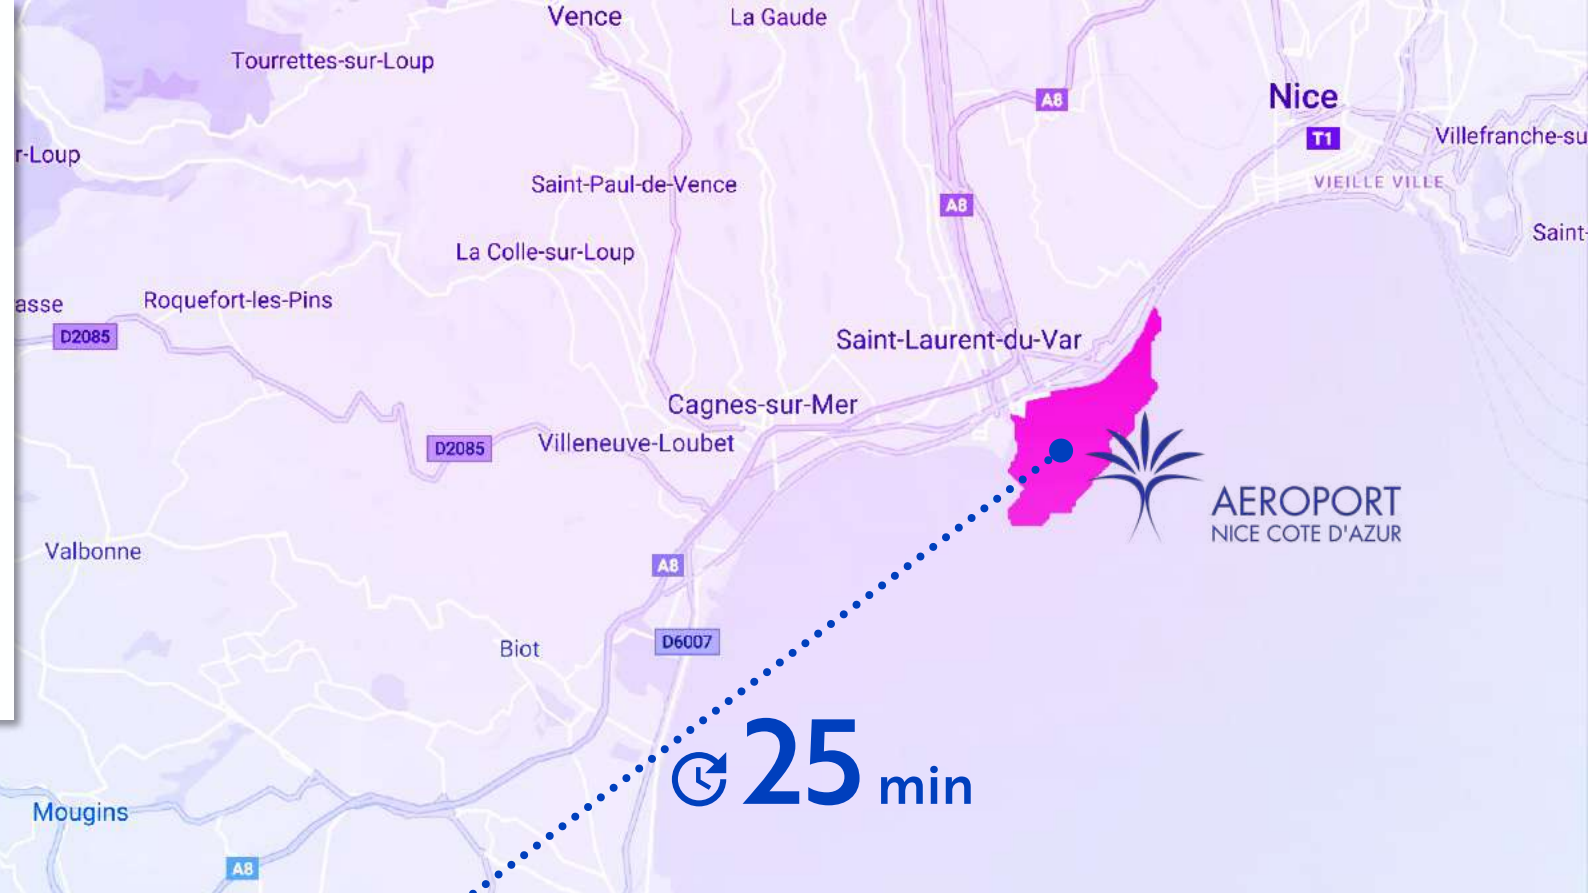 Vence
La Gaude
Tourrettes-sur-Loup
A8
Nice
T1
Villefranche-su
r-Loup
VIEILLE VILLE
Saint-Paul-de-Vence
A8
Saint-
La Colle-sur-Loup
asse
Roquefort-les-Pins
D2085
Saint-Laurent-du-Var
Cagnes-sur-Mer
D2085
Villeneuve-Loubet
AEROPORT
NICE COTE D'AZUR
Valbonne
A8
Biot
D6007
25 min
Mougins
A8